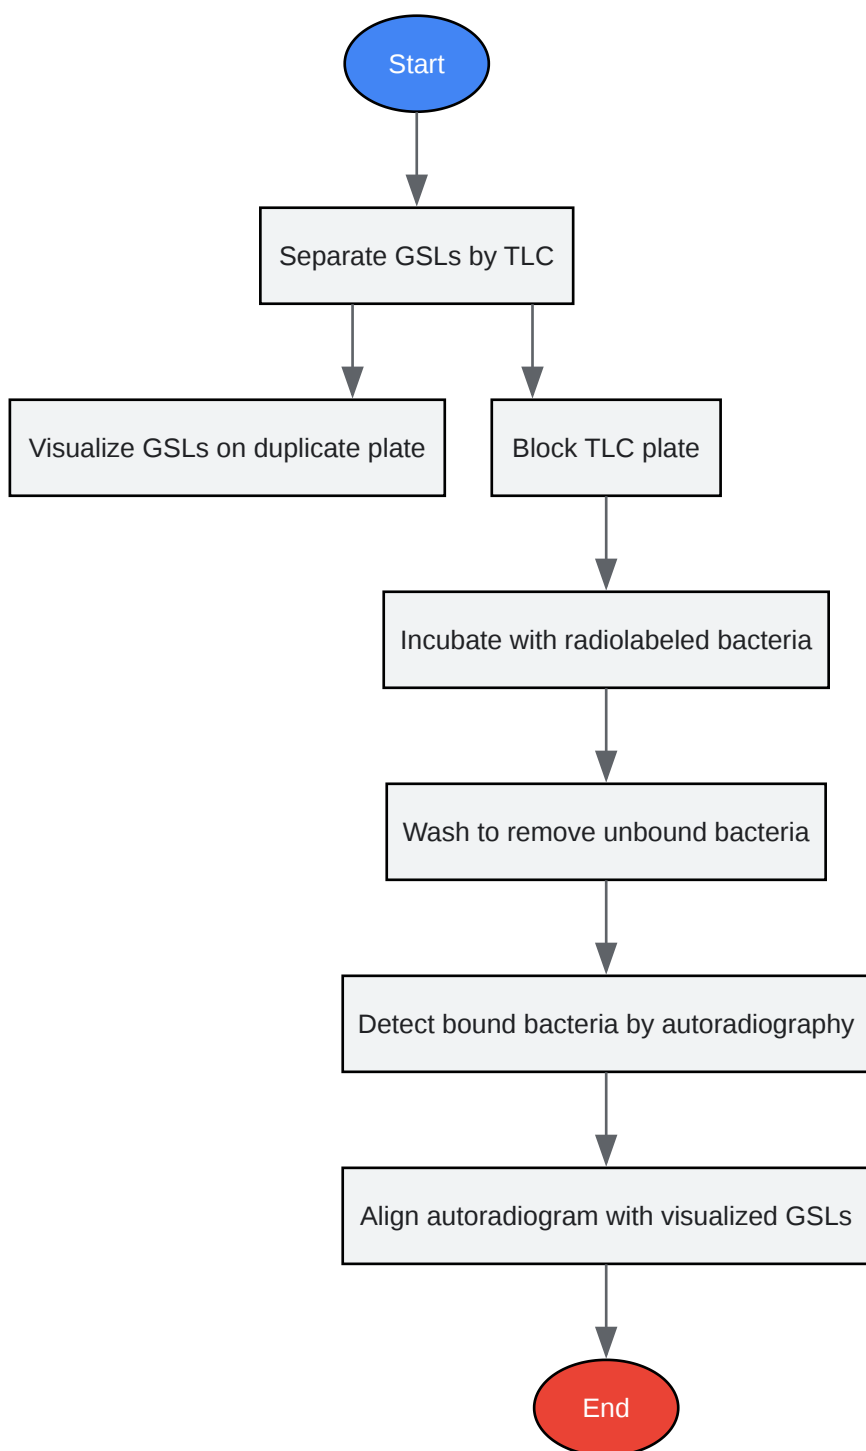 Start
Separate GSLs by TLC
Visualize GSLs on duplicate plate
Block TLC plate
Incubate with radiolabeled bacteria
Wash to remove unbound bacteria
Detect bound bacteria by autoradiography
Align autoradiogram with visualized GSLs
End